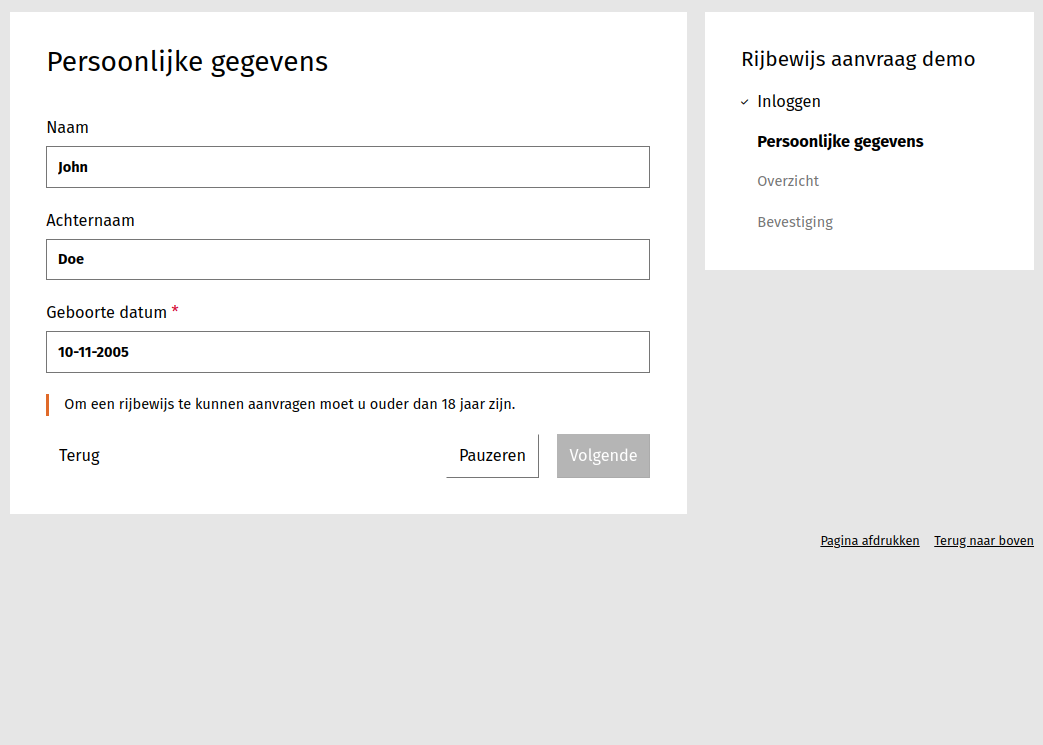 Persoonlijke gegevens
Naam
John
Achternaam
Doe
Geboorte datum *
10-11-2005
Om een rijbewijs te kunnen aanvragen moet u ouder dan 18 jaar zijn.
Terug
Pauzeren
Volgende
Rijbewijs aanvraag demo
Inloggen
Persoonlijke gegevens
Overzicht
Bevestiging
Pagina afdrukken
Terug naar boven